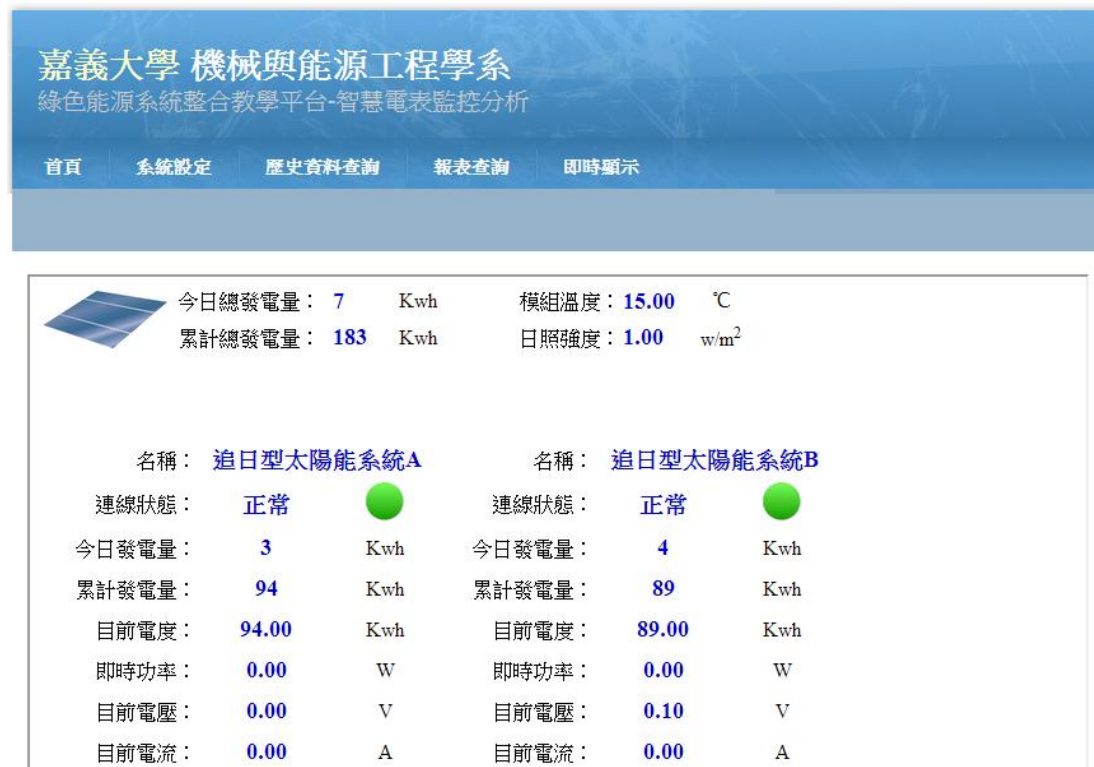 嘉義大學 機械與能源工程學系
綠色能源系統整合教學平台-智慧電表監控分析
首頁 系統設定 歷史資料查詢 報表查詢 即時顯示
今日總發電量： 7 Kwh 模組溫度：15.00 ℃
累計總發電量： 183 Kwh 日照強度：1.00 w/m²
名稱： 追日型太陽能系統A 名稱： 追日型太陽能系統B
連線狀態： 正常 連線狀態： 正常
今日發電量： 3 Kwh 今日發電量： 4 Kwh
累計發電量： 94 Kwh 累計發電量： 89 Kwh
目前電度： 94.00 Kwh 目前電度： 89.00 Kwh
即時功率： 0.00 W 即時功率： 0.00 W
目前電壓： 0.00 V 目前電壓： 0.10 V
目前電流： 0.00 A 目前電流： 0.00 A